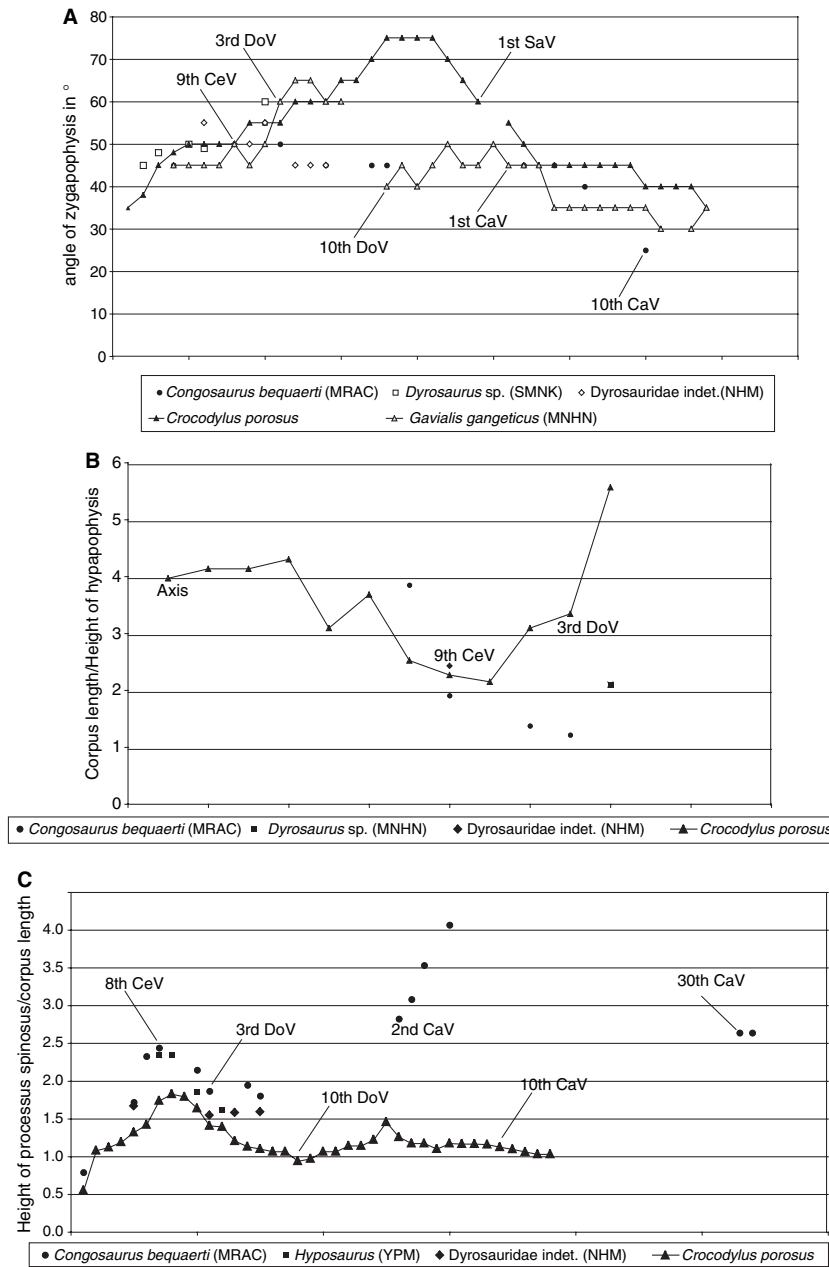 A
80
70
60
50
40
30
20
10
0
angle of zygapophysis in °
3rd DoV
1st SaV
9th CeV
10th DoV
1st CaV
10th CaV
Congosaurus bequaerti (MRAC) Dyrosaurus sp. (SMNK) Dyrosauridae indet.(NHM)
Crocodylus porosus Gavialis gangeticus (MNHN)
B
6
5
4
3
2
1
0
Corpus length/Height of hypapophysis
Axis
9th CeV
3rd DoV
Congosaurus bequaerti (MRAC) Dyrosaurus sp. (MNHN) Dyrosauridae indet. (NHM) Crocodylus porosus
C
4.0
3.5
3.0
2.5
2.0
1.5
1.0
0.5
0.0
Height of processus spinosus/corpus length
8th CeV
3rd DoV
10th DoV
2nd CaV
10th CaV
30th CaV
Congosaurus bequaerti (MRAC) Hyposaurus (YPM) Dyrosauridae indet. (NHM) Crocodylus porosus